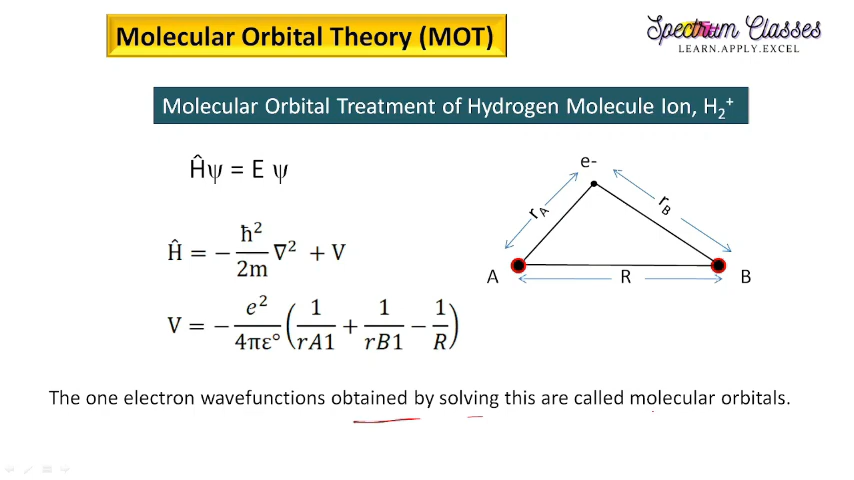 Molecular Orbital Theory (MOT)
Spectrum Classes
LEARN.APPLY.EXCEL
Molecular Orbital Treatment of Hydrogen Molecule Ion, H₂⁺
Ĥψ = E ψ
e-
r_A
r_B
A
R
B
Ĥ = − ħ²/2m ∇² + V
V = − e²/4πε° (1/rA1 + 1/rB1 − 1/R)
The one electron wavefunctions obtained by solving this are called molecular orbitals.